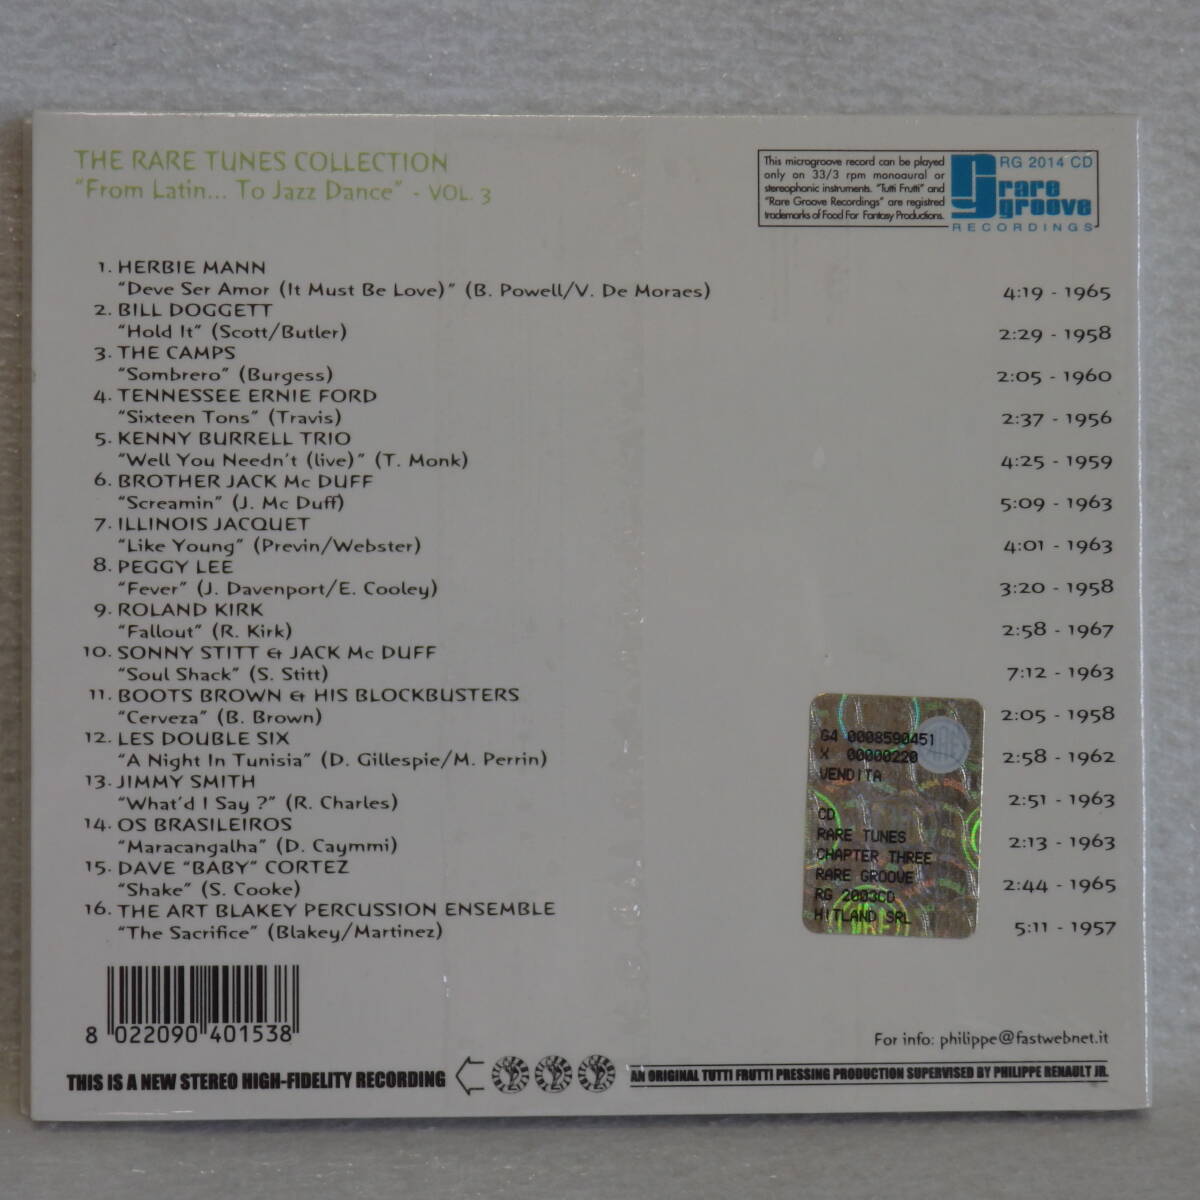 THE RARE TUNES COLLECTION
"From Latin... To Jazz Dance" - VOL. 3
This microgroove record can be played
only on 33/3 rpm monoaural or
stereophonic instruments. "Tutti Frutti" and
"Rare Groove Recordings" are registred
trademarks of Food For Fantasy Productions.
RG 2014 CD
rare
groove
RECORDINGS
1. HERBIE MANN
"Deve Ser Amor (It Must Be Love)" (B. Powell/V. De Moraes) 4:19 - 1965
2. BILL DOGGETT
"Hold It" (Scott/Butler) 2:29 - 1958
3. THE CAMPS
"Sombrero" (Burgess) 2:05 - 1960
4. TENNESSEE ERNIE FORD
"Sixteen Tons" (Travis) 2:37 - 1956
5. KENNY BURRELL TRIO
"Well You Needn't (live)" (T. Monk) 4:25 - 1959
6. BROTHER JACK Mc DUFF
"Screamin" (J. Mc Duff) 5:09 - 1963
7. ILLINOIS JACQUET
"Like Young" (Previn/Webster) 4:01 - 1963
8. PEGGY LEE
"Fever" (J. Davenport/E. Cooley) 3:20 - 1958
9. ROLAND KIRK
"Fallout" (R. Kirk) 2:58 - 1967
10. SONNY STITT & JACK Mc DUFF
"Soul Shack" (S. Stitt) 7:12 - 1963
11. BOOTS BROWN & HIS BLOCKBUSTERS
"Cerveza" (B. Brown) 2:05 - 1958
12. LES DOUBLE SIX
"A Night In Tunisia" (D. Gillespie/M. Perrin) 2:58 - 1962
13. JIMMY SMITH
"What'd I Say ?" (R. Charles) 2:51 - 1963
14. OS BRASILEIROS
"Maracangalha" (D. Caymmi) 2:13 - 1963
15. DAVE "BABY" CORTEZ
"Shake" (S. Cooke) 2:44 - 1965
16. THE ART BLAKEY PERCUSSION ENSEMBLE
"The Sacrifice" (Blakey/Martinez) 5:11 - 1957
G4 0008590451
X 00000220
VENDITA
CD
RARE TUNES
CHAPTER THREE
RARE GROOVE
RG 2003CD
HITLAND SRL
8 022090 401538
For info: philippe@fastwebnet.it
THIS IS A NEW STEREO HIGH-FIDELITY RECORDING
AN ORIGINAL TUTTI FRUTTI PRESSING PRODUCTION SUPERVISED BY PHILIPPE RENAULT JR.